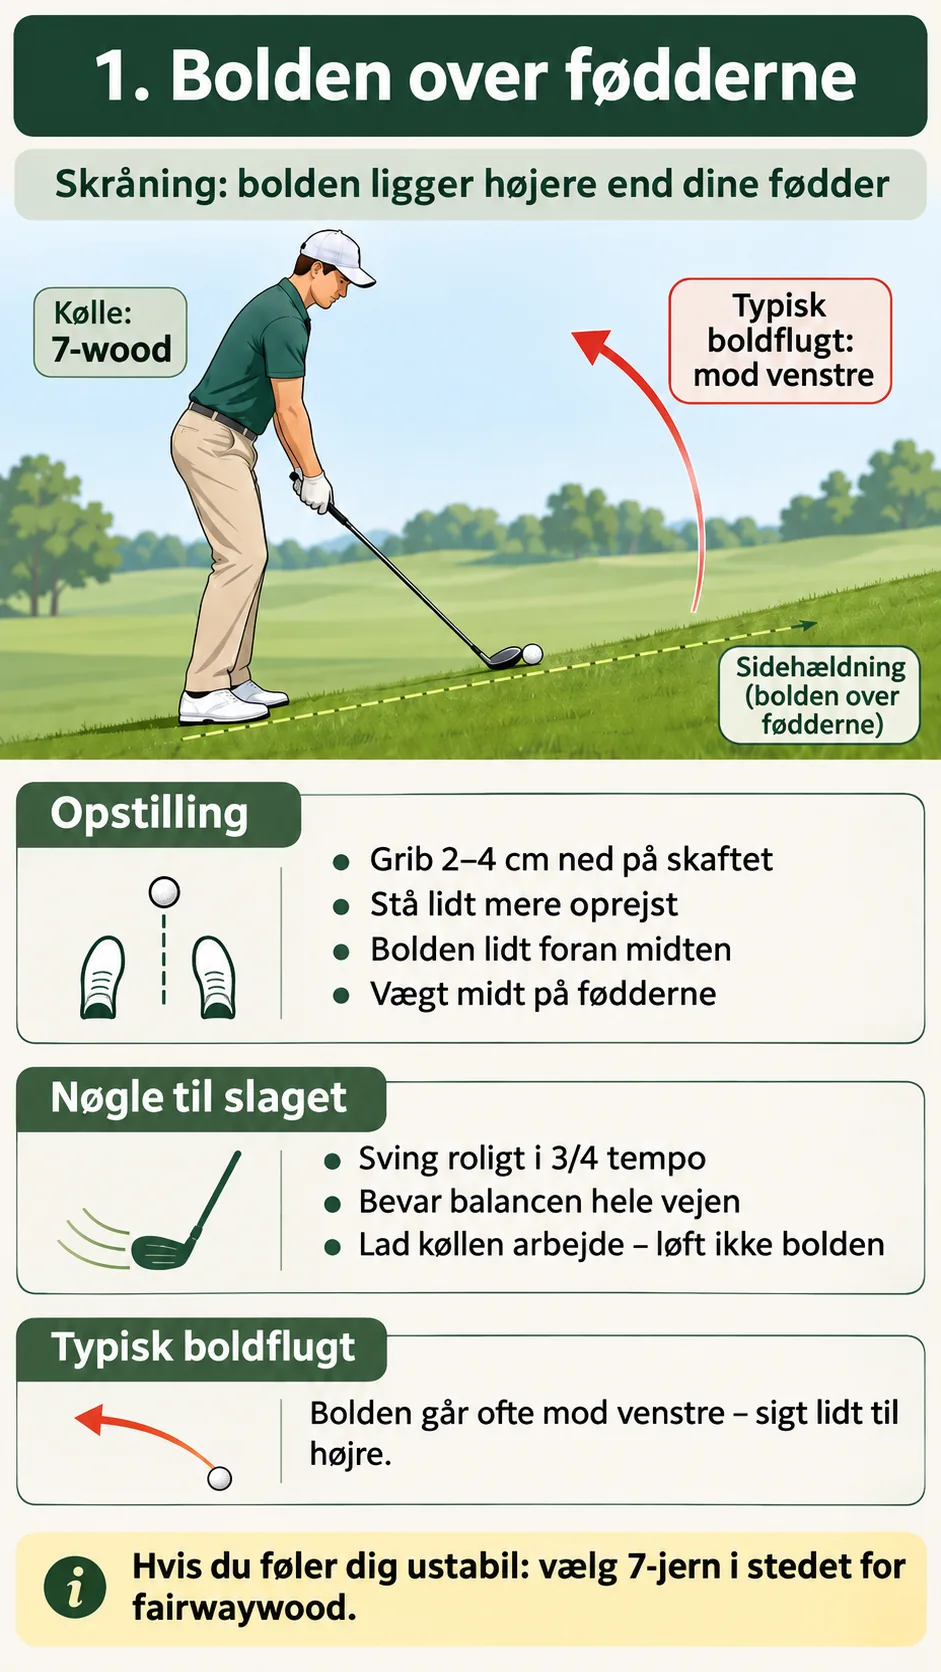 1. Bolden over fødderne
Skråning: bolden ligger højere end dine fødder
Kølle:
7-wood
Typisk
boldflugt:
mod venstre
Sidehældning
(bolden over
fødderne)
Opstilling
Grib 2–4 cm ned på skaftet
Stå lidt mere oprejst
Bolden lidt foran midten
Vægt midt på fødderne
Nøgle til slaget
Sving roligt i 3/4 tempo
Bevar balancen hele vejen
Lad køllen arbejde – løft ikke bolden
Typisk boldflugt
Bolden går ofte mod venstre – sigt lidt til
højre.
i
Hvis du føler dig ustabil: vælg 7-jern i stedet for
fairwaywood.